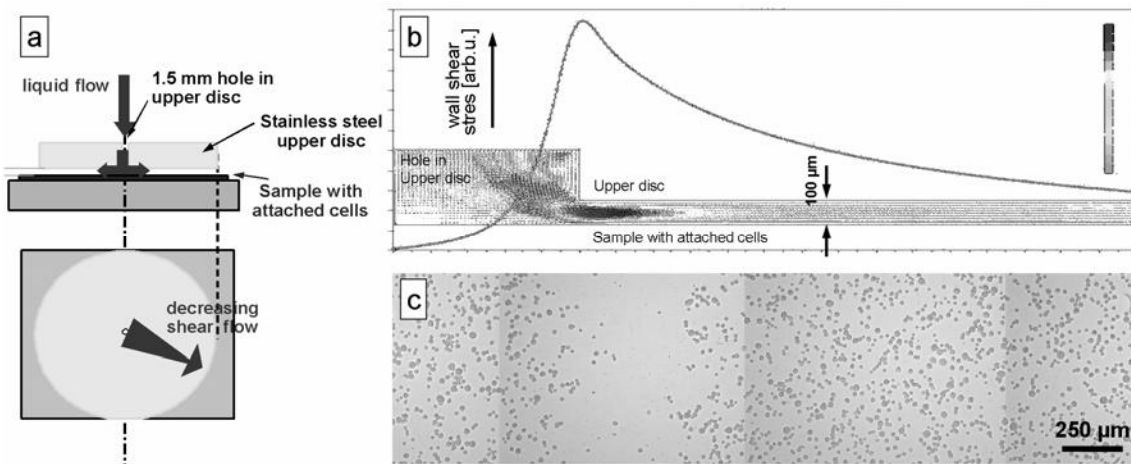 a
liquid flow
1.5 mm hole in
upper disc
Stainless steel
upper disc
Sample with
attached cells
decreasing
shear flow
b
wall shear
stres [arb.u.]
Hole in
Upper disc
Upper disc
100 µm
Sample with attached cells
c
250 µm